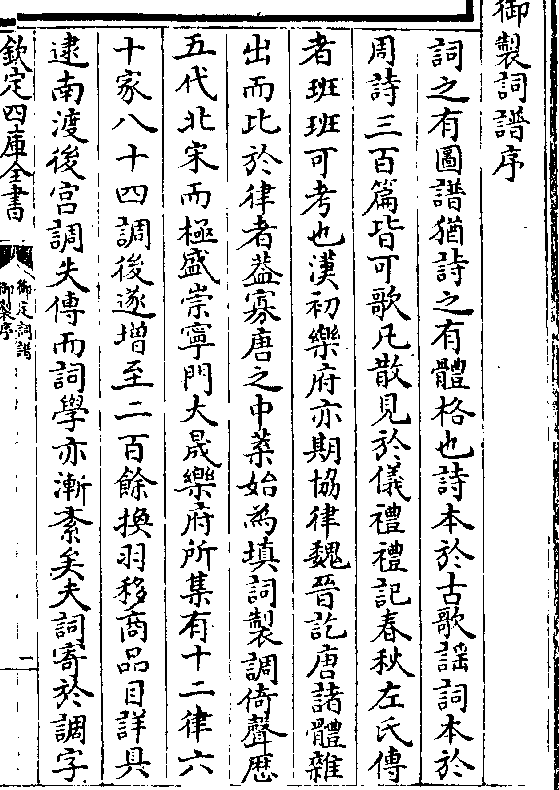 御製詞譜序
詞之有圖譜猶詩之有體格也詩本於古歌謡詞本於
周詩三百篇皆可歌凡散見於儀禮禮記春秋左氏傳
者班班可考也漢初樂府亦期協律魏晉訖唐諸體雜
出而比於律者葢寡唐之中葉始為填詞製調倚聲歴
五代北宋而極盛崇寧門大晟樂府所集有十二律六
十家八十四調後遂增至二百餘換羽移商品目詳具
逮南渡後宫調失傳而詞學亦漸紊矣夫詞寄於調字
欽定四庫全書
御定詞譜
御製序
一